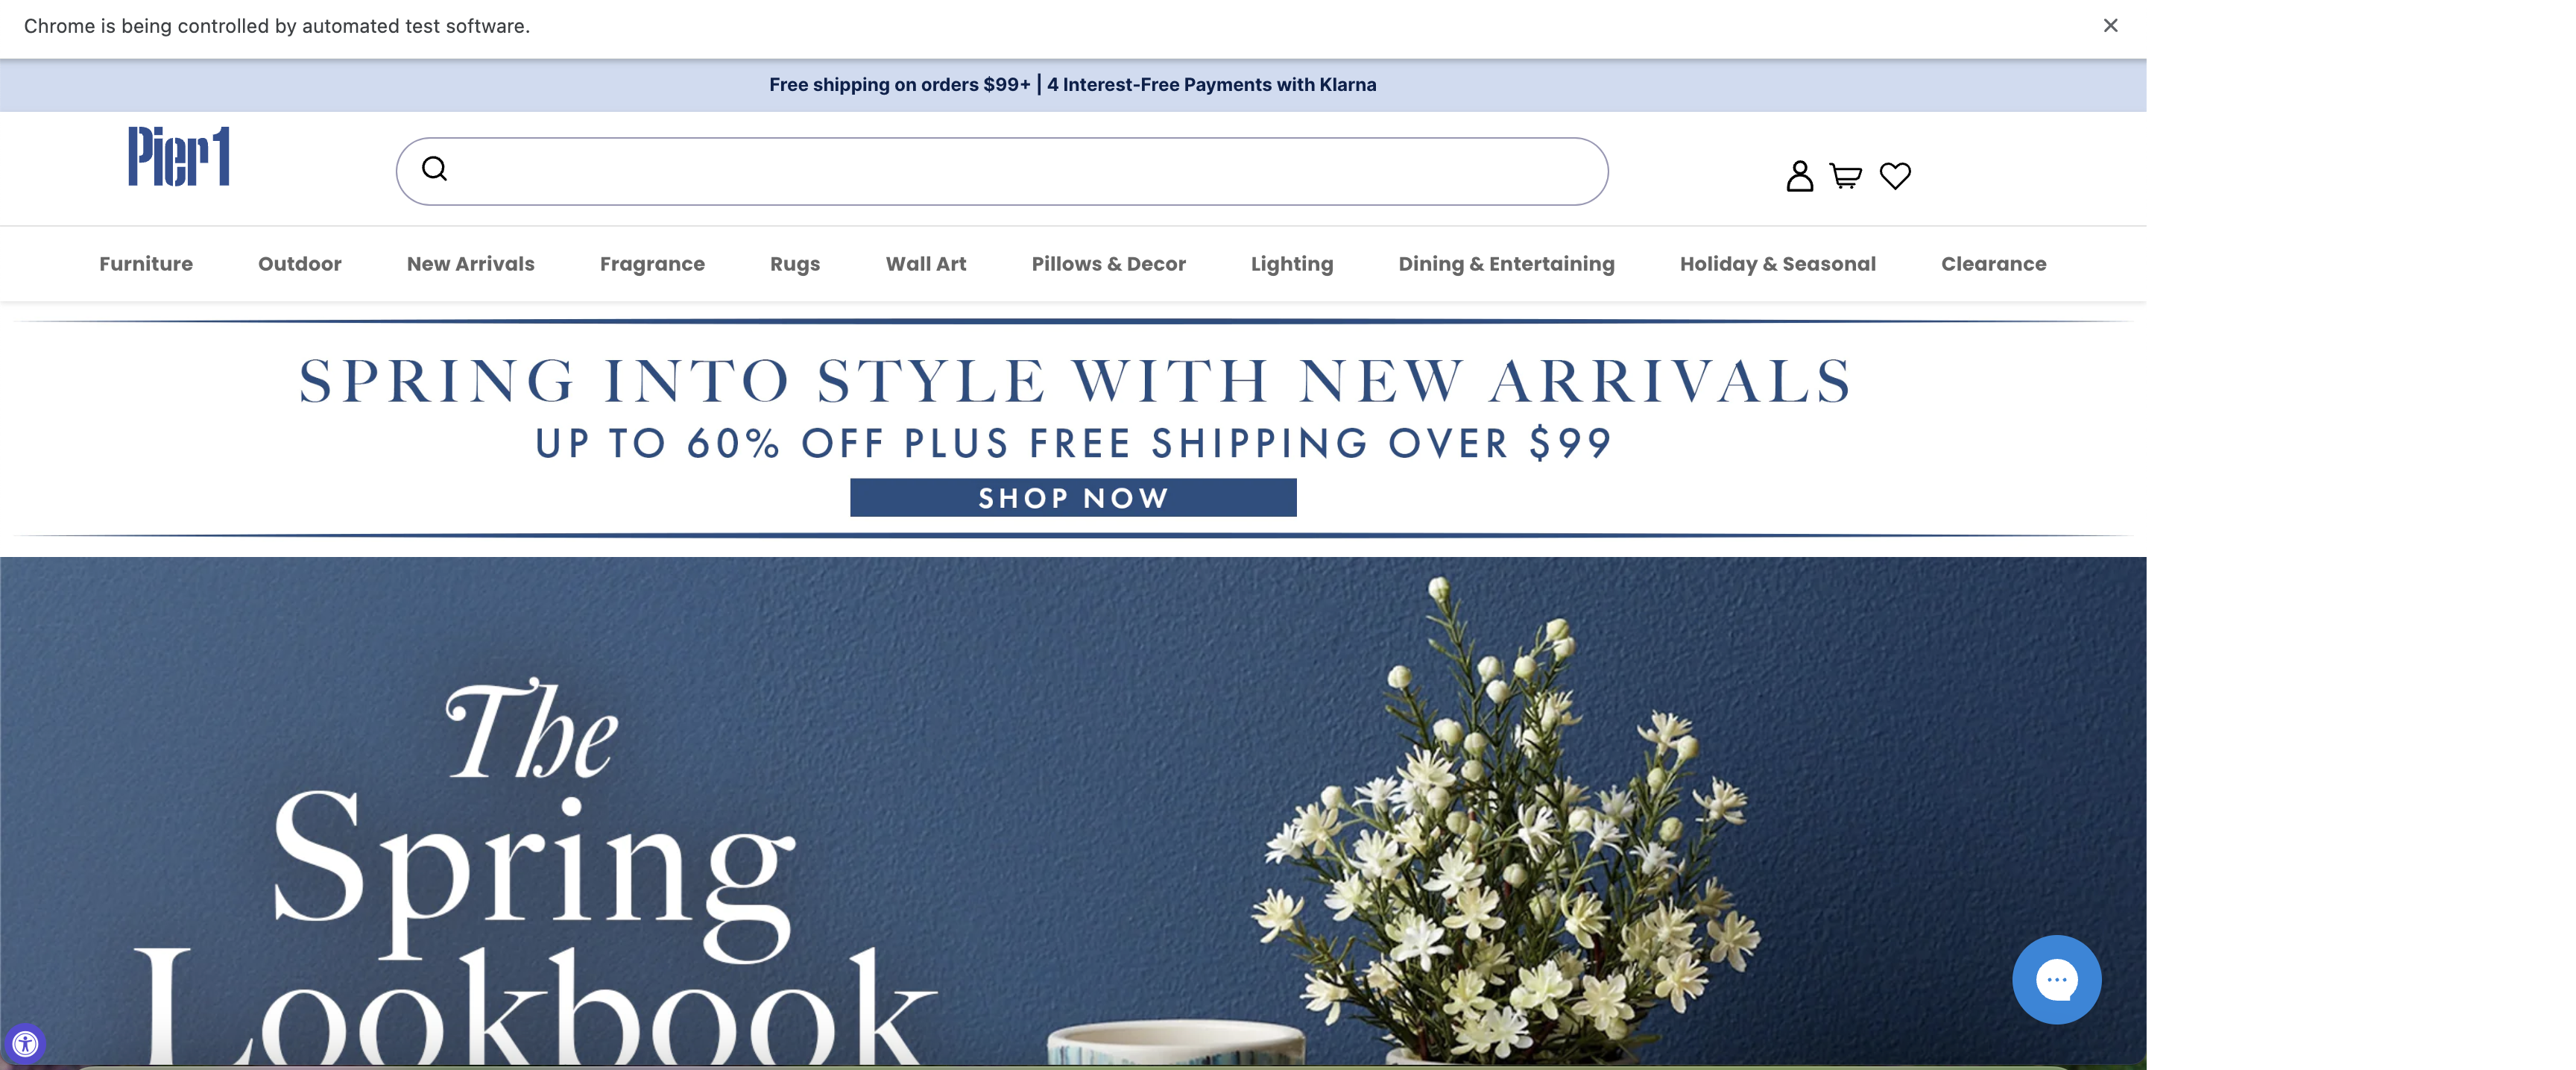 Chrome is being controlled by automated test software.
Free shipping on orders $99+ | 4 Interest-Free Payments with Klarna
Pier 1
Furniture Outdoor New Arrivals Fragrance Rugs Wall Art Pillows & Decor Lighting Dining & Entertaining Holiday & Seasonal Clearance
SPRING INTO STYLE WITH NEW ARRIVALS
UP TO 60% OFF PLUS FREE SHIPPING OVER $99
SHOP NOW
The
Spring
Lookbook